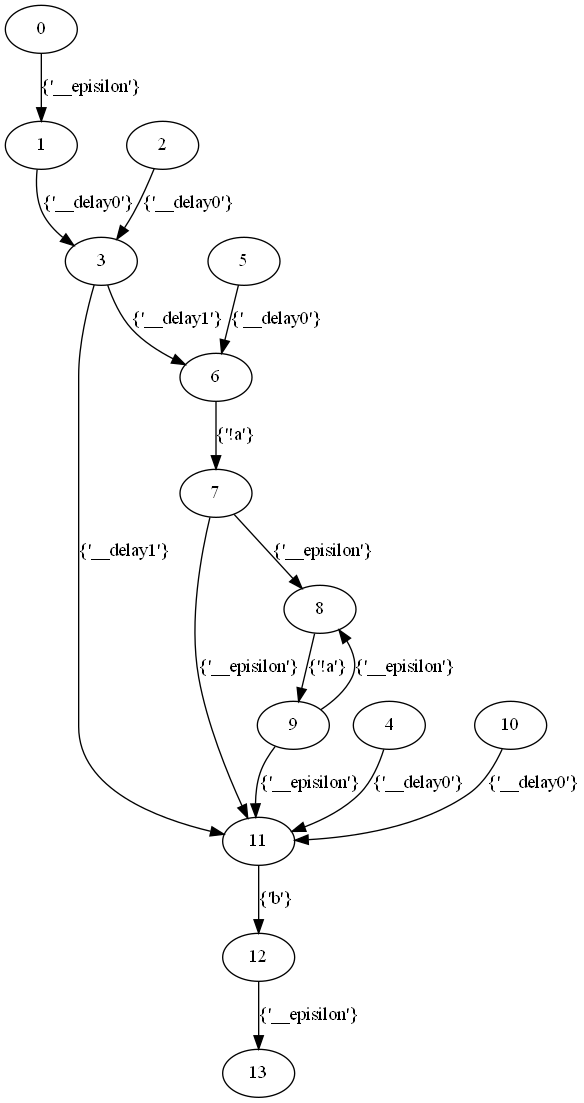 0
{'__episilon'}
1
2
{'__delay0'}
{'__delay0'}
3
5
{'__delay1'}
{'__delay0'}
6
{'!a'}
7
{'__delay1'}
{'__episilon'}
8
{'__episilon'}
{'!a'}
{'__episilon'}
9
4
10
{'__episilon'}
{'__delay0'}
{'__delay0'}
11
{'b'}
12
{'__episilon'}
13